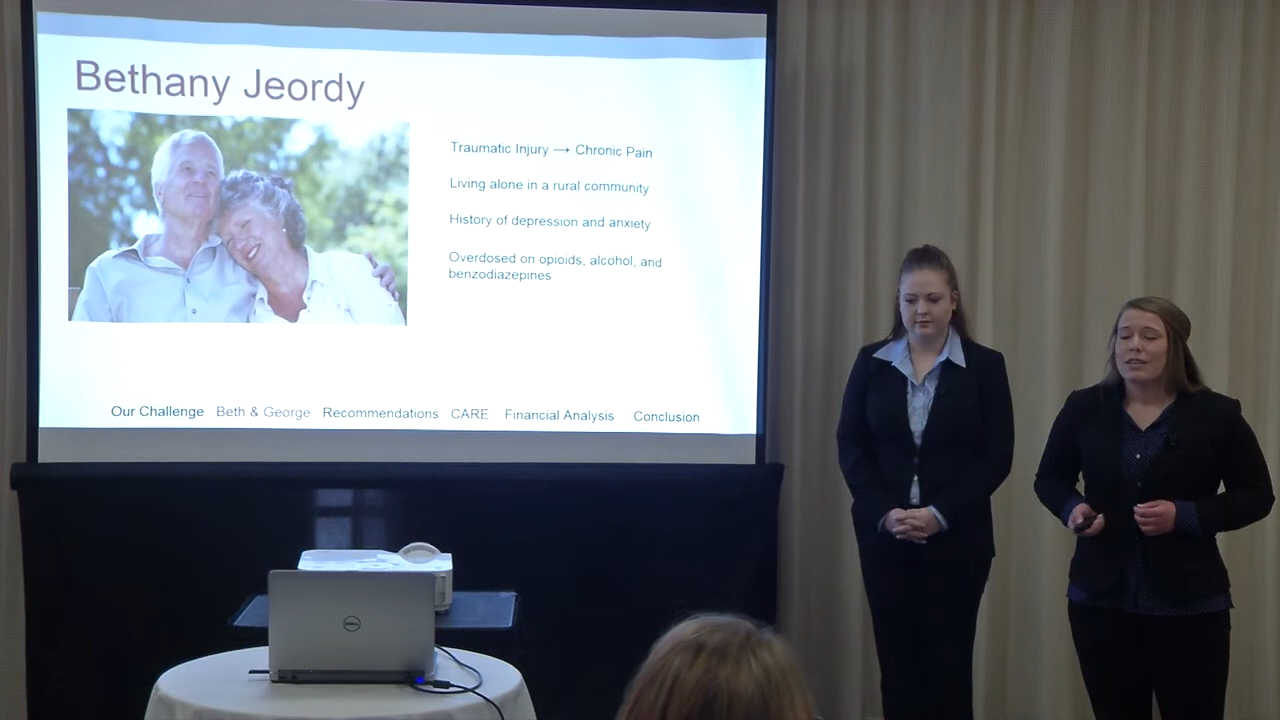 Bethany Jeordy
Traumatic Injury → Chronic Pain
Living alone in a rural community
History of depression and anxiety
Overdosed on opioids, alcohol, and
benzodiazepines
Our Challenge Beth & George Recommendations CARE Financial Analysis Conclusion
DELL